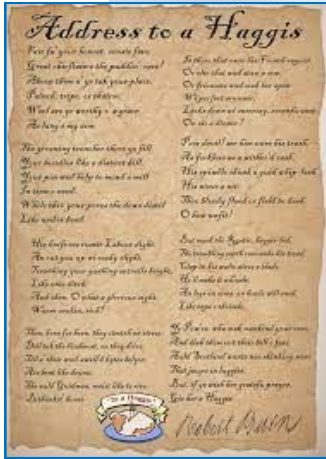 Address to a Haggis
Fair fa' your honest, sonsie face,
Great chieftain o the puddin'-race!
Aboon them a' ye tak your place,
Painch, tripe, or thairm:
Weel are ye worthy o' a grace
As lang's my arm.
The groaning trencher there ye fill,
Your hurdies like a distant hill,
Your pin wad help to mend a mill
In time o need,
While thro' your pores the dews distil
Like amber bead.
His knife see rustic Labour dight,
An cut you up wi ready slight,
Trenching your gushing entrails bright,
Like onie ditch;
And then, O what a glorious sight,
Warm-reekin, rich!
Then, horn for horn, they stretch an strive:
Deil tak the hindmost, on they drive,
Till a' their weel-swall'd kytes belyve
Are bent like drums;
The auld Guidman, maist like to rive,
'Bethankit' hums.
Is there that owre his French ragout,
Or olio that wad staw a sow,
Or fricassee wad mak her spew
Wi perfect sconner,
Looks down wi sneering, scornfu view
On sic a dinner?
Poor devil! see him owre his trash,
As feckless as a wither'd rash,
His spindle shank a guid whip-lash,
His nieve a nit;
Thro bloody flood or field to dash,
O how unfit!
But mark the Rustic, haggis-fed,
The trembling earth resounds his tread,
Clap in his walie nieve a blade,
He'll make it whissle;
An legs an arms, an heads will sned,
Like taps o thrissle.
Ye Pow'rs, wha mak mankind your care,
And dish them out their bill o fare,
Auld Scotland wants nae skinking ware
That jaups in luggies:
But, if ye wish her gratefu prayer,
Gie her a Haggis
To a Haggis
Robert Burns